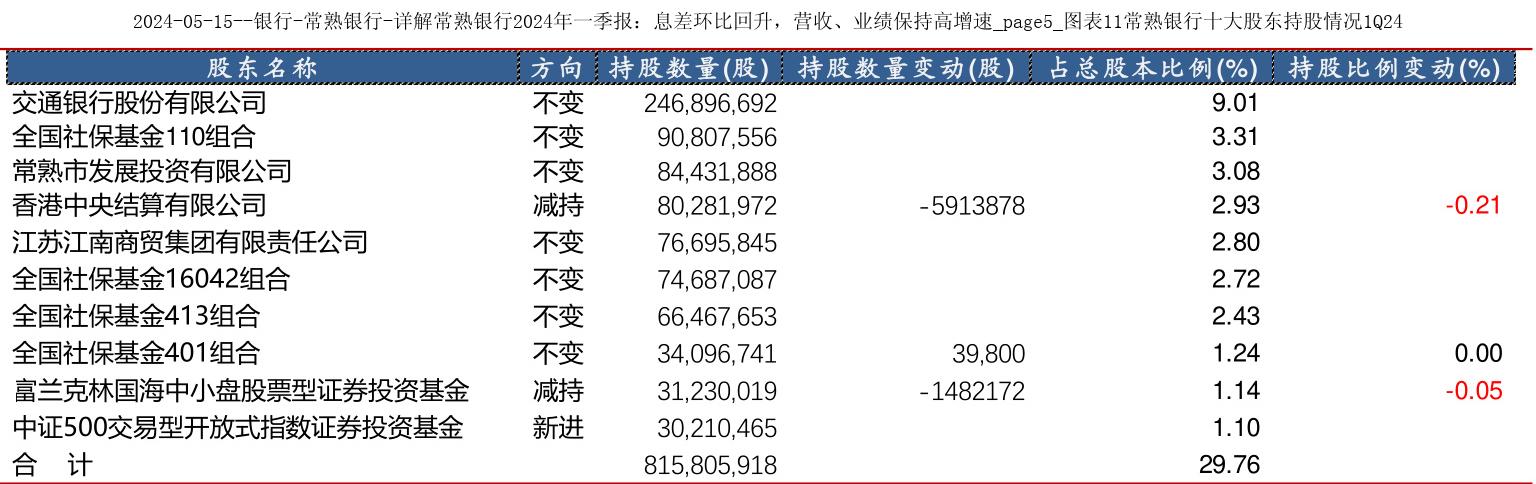 2024-05-15--银行-常熟银行-详解常熟银行2024年一季报：息差环比回升，营收、业绩保持高增速_page5_图表11常熟银行十大股东持股情况1Q24
股东名称 方向 持股数量(股) 持股数量变动(股) 占总股本比例(%) 持股比例变动(%)
交通银行股份有限公司 不变 246,896,692 9.01
全国社保基金110组合 不变 90,807,556 3.31
常熟市发展投资有限公司 不变 84,431,888 3.08
香港中央结算有限公司 减持 80,281,972 -5913878 2.93 -0.21
江苏江南商贸集团有限责任公司 不变 76,695,845 2.80
全国社保基金16042组合 不变 74,687,087 2.72
全国社保基金413组合 不变 66,467,653 2.43
全国社保基金401组合 不变 34,096,741 39,800 1.24 0.00
富兰克林国海中小盘股票型证券投资基金 减持 31,230,019 -1482172 1.14 -0.05
中证500交易型开放式指数证券投资基金 新进 30,210,465 1.10
合 计 815,805,918 29.76